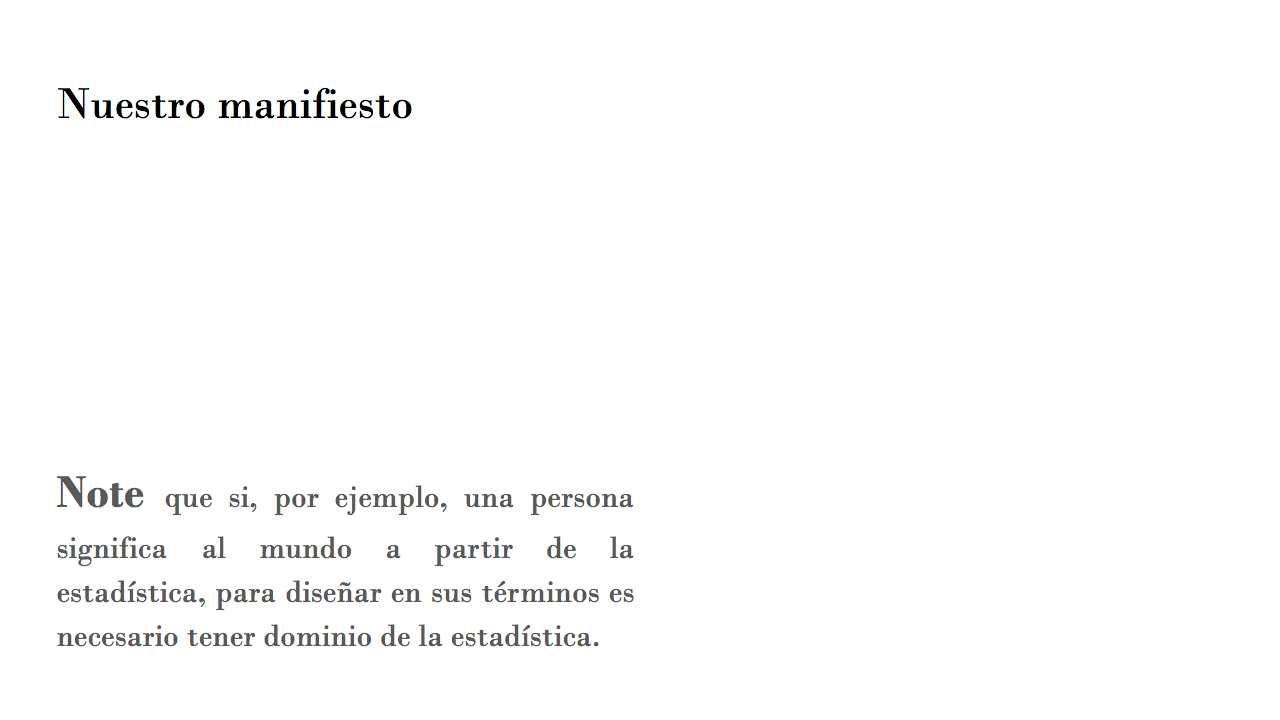 Nuestro manifiesto
Note que si, por ejemplo, una persona
significa al mundo a partir de la
estadística, para diseñar en sus términos es
necesario tener dominio de la estadística.